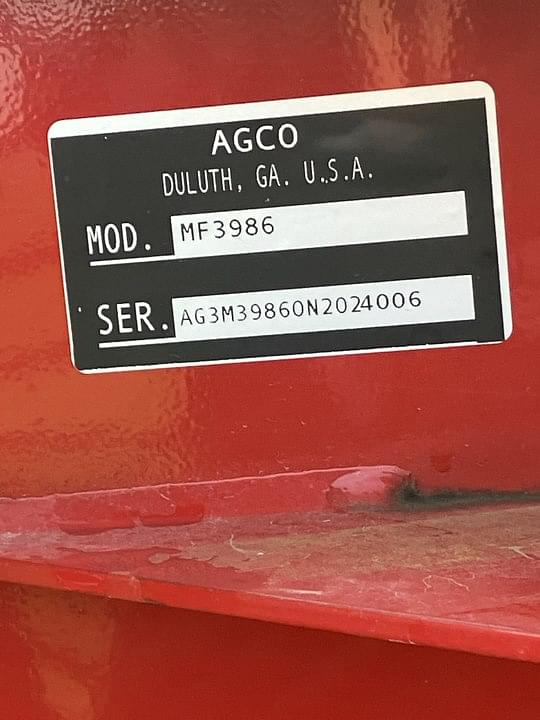 AGCO
DULUTH, GA. U.S.A.
MOD. MF3986
SER. AG3M39860N2024006